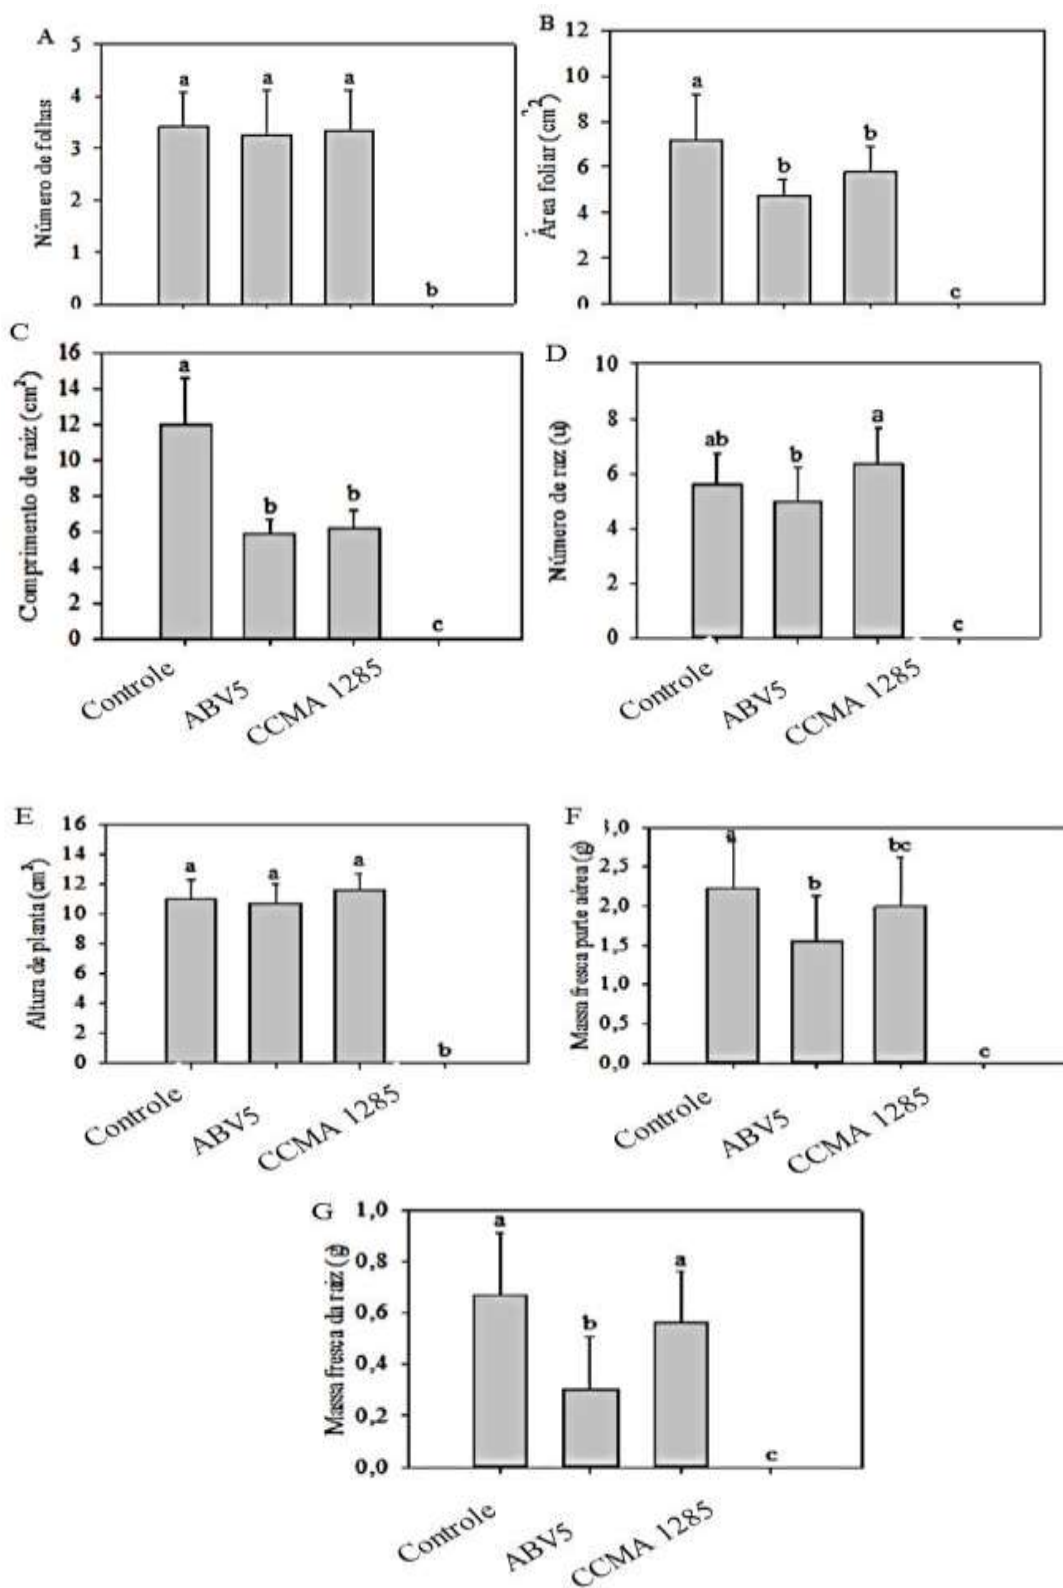 A
Número de folhas
5
4
3
2
1
0
a
a
a
b
B
Área foliar (cm²)
12
10
8
6
4
2
0
a
b
b
c
C
Comprimento de raiz (cm²)
16
14
12
10
8
6
4
2
0
a
b
b
c
Controle
ABV5
CCMA 1285
D
Número de raz (u)
10
8
6
4
2
0
ab
b
a
c
Controle
ABV5
CCMA 1285
E
Altura de planta (cm²)
16
14
12
10
8
6
4
2
0
a
a
a
b
Controle
ABV5
CCMA 1285
F
Massa fresca parte aérea (g)
3,0
2,5
2,0
1,5
1,0
0,5
0,0
a
b
bc
c
Controle
ABV5
CCMA 1285
G
Massa fresca da raiz (g)
1,0
0,8
0,6
0,4
0,2
0,0
a
b
a
c
Controle
ABV5
CCMA 1285